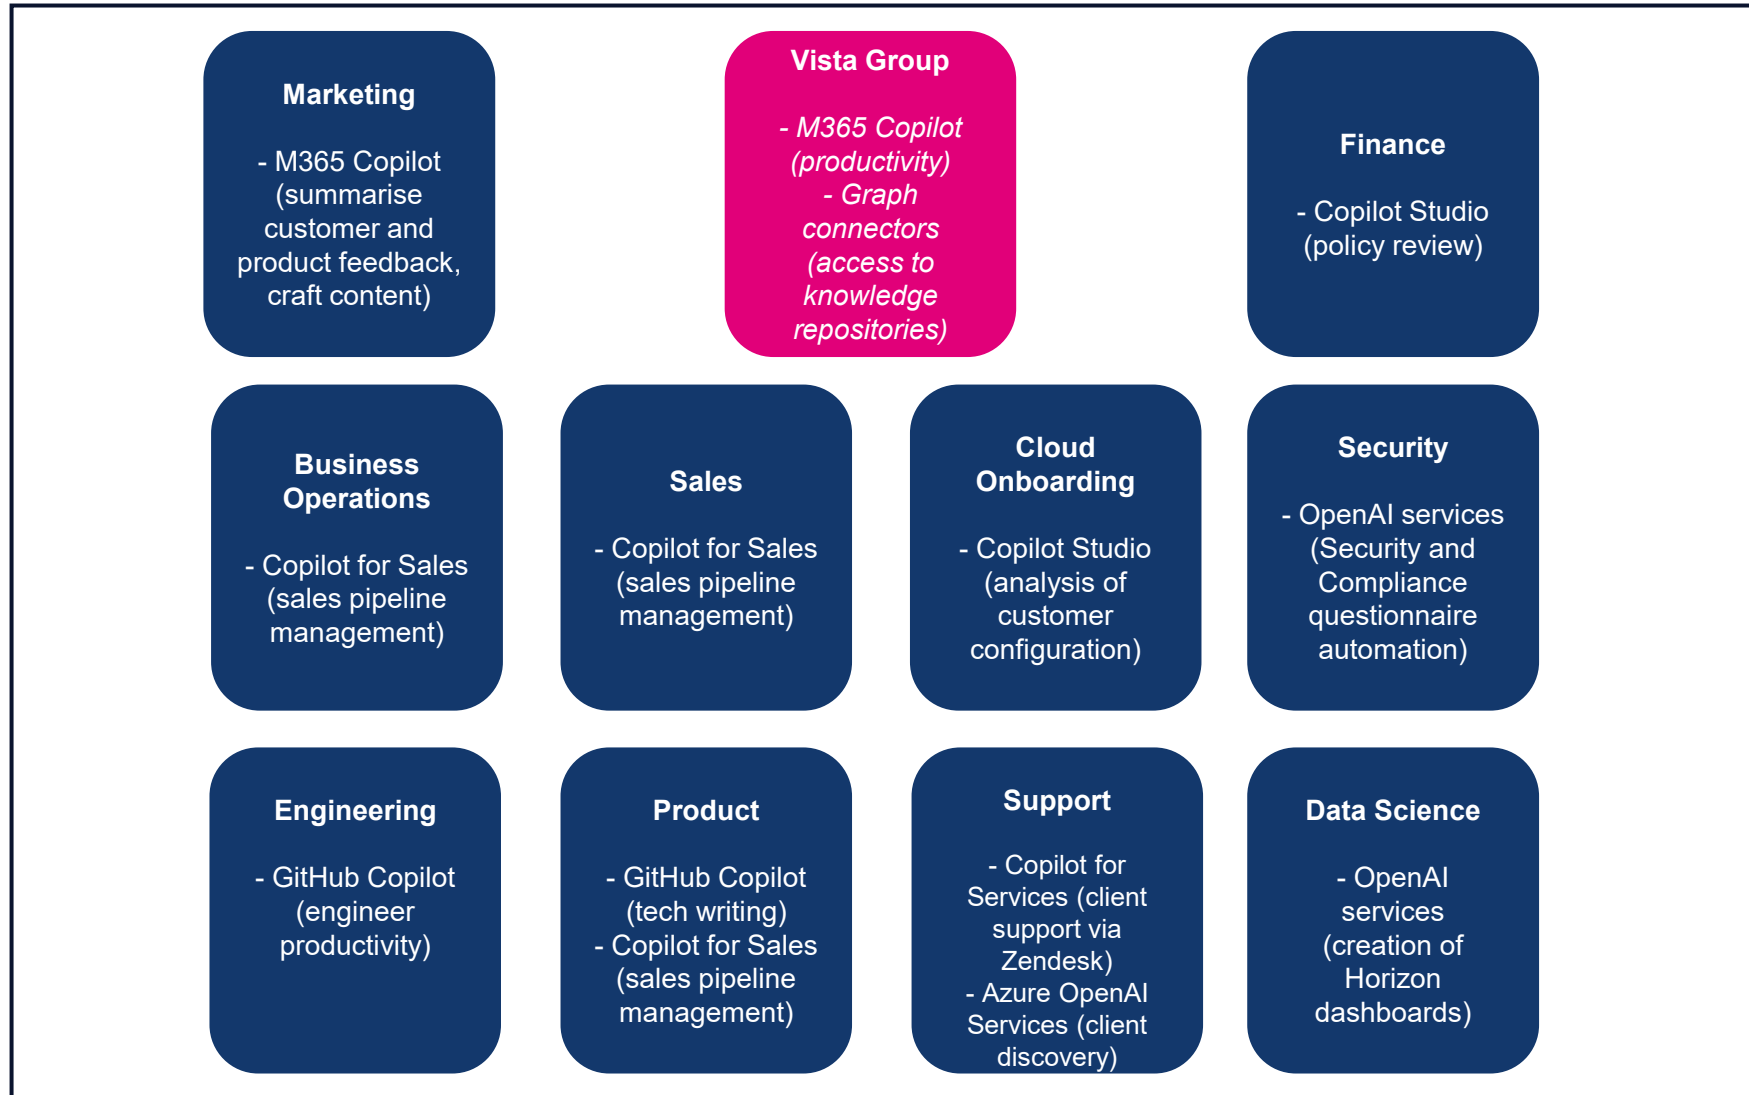 Marketing
- M365 Copilot
(summarise
customer and
product feedback,
craft content)
Vista Group
- M365 Copilot
(productivity)
- Graph
connectors
(access to
knowledge
repositories)
Finance
- Copilot Studio
(policy review)
Business
Operations
- Copilot for Sales
(sales pipeline
management)
Sales
- Copilot for Sales
(sales pipeline
management)
Cloud
Onboarding
- Copilot Studio
(analysis of
customer
configuration)
Security
- OpenAI services
(Security and
Compliance
questionnaire
automation)
Engineering
- GitHub Copilot
(engineer
productivity)
Product
- GitHub Copilot
(tech writing)
- Copilot for Sales
(sales pipeline
management)
Support
- Copilot for
Services (client
support via
Zendesk)
- Azure OpenAI
Services (client
discovery)
Data Science
- OpenAI
services
(creation of
Horizon
dashboards)